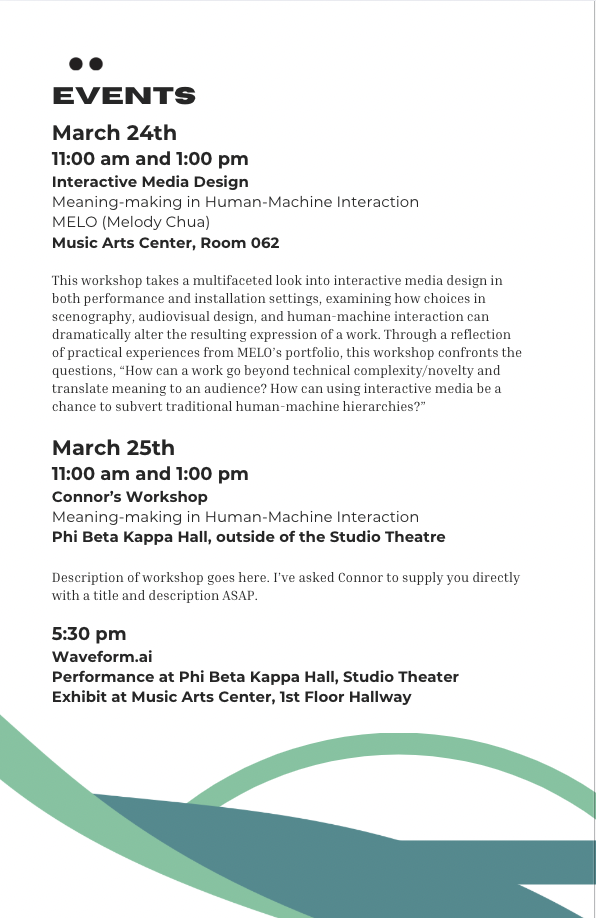 EVENTS
March 24th
11:00 am and 1:00 pm
Interactive Media Design
Meaning-making in Human-Machine Interaction
MELO (Melody Chua)
Music Arts Center, Room 062
This workshop takes a multifaceted look into interactive media design in
both performance and installation settings, examining how choices in
scenography, audiovisual design, and human-machine interaction can
dramatically alter the resulting expression of a work. Through a reflection
of practical experiences from MELO’s portfolio, this workshop confronts the
questions, “How can a work go beyond technical complexity/novelty and
translate meaning to an audience? How can using interactive media be a
chance to subvert traditional human-machine hierarchies?”
March 25th
11:00 am and 1:00 pm
Connor’s Workshop
Meaning-making in Human-Machine Interaction
Phi Beta Kappa Hall, outside of the Studio Theatre
Description of workshop goes here. I’ve asked Connor to supply you directly
with a title and description ASAP.
5:30 pm
Waveform.ai
Performance at Phi Beta Kappa Hall, Studio Theater
Exhibit at Music Arts Center, 1st Floor Hallway